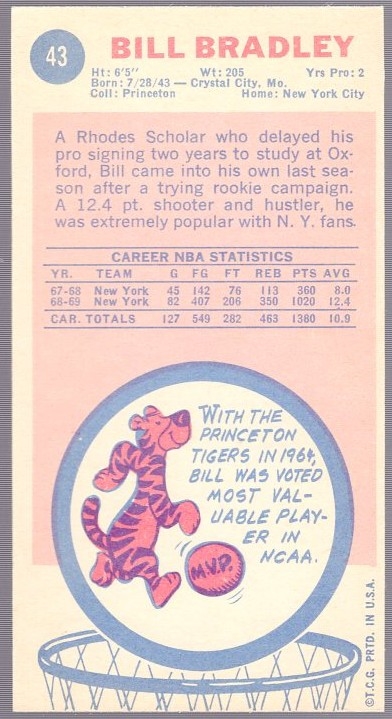 43
BILL BRADLEY
Ht: 6'5" Wt: 205 Yrs Pro: 2
Born: 7/28/43 — Crystal City, Mo.
Coll: Princeton Home: New York City
A Rhodes Scholar who delayed his
pro signing two years to study at Ox-
ford, Bill came into his own last sea-
son after a trying rookie campaign.
A 12.4 pt. shooter and hustler, he
was extremely popular with N. Y. fans.
CAREER NBA STATISTICS
YR. TEAM G FG FT REB PTS AVG
67-68 New York 45 142 76 113 360 8.0
68-69 New York 82 407 206 350 1020 12.4
CAR. TOTALS 127 549 282 463 1380 10.9
WITH THE
PRINCETON
TIGERS IN 1964,
BILL WAS VOTED
MOST VAL-
UABLE PLAY-
ER IN
NCAA.
M.V.P.
©T.C.G. PRTD. IN U.S.A.